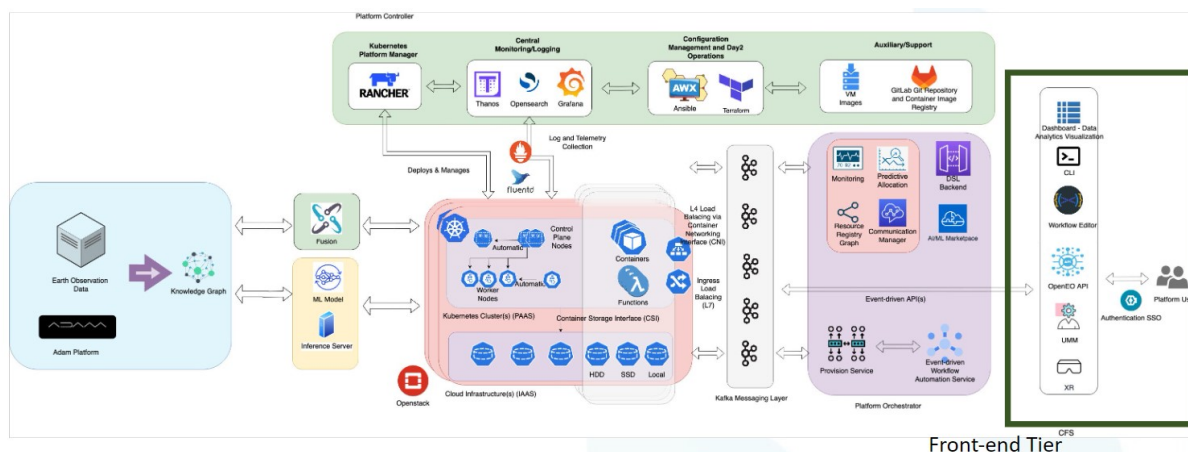 Platform Controller
Kubernetes
Platform Manager
RANCHER
Central
Monitoring/Logging
Thanos
Opensearch
Grafana
Configuration
Management and Day2
Operations
AWX
Ansible
Terraform
Auxiliary/Support
VM
Images
GitLab Git Repository
and Container Image
Registry
Log and Telemetry
Collection
Deploys & Manages
fluentd
Earth Observation
Data
Knowledge Graph
ADAM
Adam Platform
Fusion
ML Model
Inference Server
Control
Plane
Nodes
Automatic
Automatic
Worker
Nodes
Containers
Functions
Kubernetes Cluster(s) (PAAS)
Container Storage Interface (CSI)
HDD
SSD
Local
Cloud Infrastructure(s) (IAAS)
Openstack
L4 Load
Balacing via
Container
Networking
Interface (CNI)
Ingress
Load
Balacing
(L7)
Kafka Messaging Layer
Monitoring
Predictive
Allocation
Resource
Registry
Graph
Communication
Manager
DSL
Backend
AI/ML Marketpace
Event-driven API(s)
Provision Service
Event-driven
Workflow
Automation Service
Platform Orchestrator
Dashboard - Data
Analytics Visualization
CLI
Workflow Editor
OpenEO API
UMM
XR
Authentication SSO
Platform Us
CFS
Front-end Tier